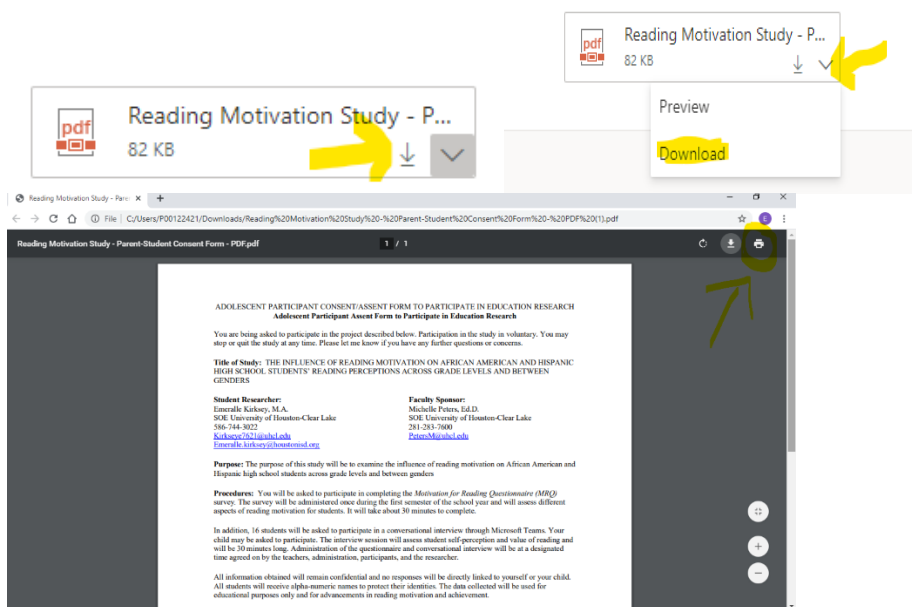 Reading Motivation Study - P...
82 KB
Preview
Download
pdf
Reading Motivation Study - P...
82 KB
pdf
Reading Motivation Study - Pare
File | C:/Users/P00122421/Downloads/Reading%20Motivation%20Study%20-%20Parent-Student%20Consent%20Form%20-%20PDF%20(1).pdf
E
Reading Motivation Study - Parent-Student Consent Form - PDF.pdf
1 / 1
ADOLESCENT PARTICIPANT CONSENT/ASSENT FORM TO PARTICIPATE IN EDUCATION RESEARCH
Adolescent Participant Assent Form to Participate in Education Research
You are being asked to participate in the project described below. Participation in the study in voluntary. You may
stop or quit the study at any time. Please let me know if you have any further questions or concerns.
Title of Study: THE INFLUENCE OF READING MOTIVATION ON AFRICAN AMERICAN AND HISPANIC
HIGH SCHOOL STUDENTS' READING PERCEPTIONS ACROSS GRADE LEVELS AND BETWEEN
GENDERS
Student Researcher:
Emeralle Kirksey, M.A.
SOE University of Houston-Clear Lake
586-744-3022
Kirkseye7621@uhcl.edu
Emeralle.kirksey@houstonisd.org
Faculty Sponsor:
Michelle Peters, Ed.D.
SOE University of Houston-Clear Lake
281-283-7600
PetersM@uhcl.edu
Purpose: The purpose of this study will be to examine the influence of reading motivation on African American and
Hispanic high school students across grade levels and between genders
Procedures: You will be asked to participate in completing the Motivation for Reading Questionnaire (MRQ)
survey. The survey will be administered once during the first semester of the school year and will assess different
aspects of reading motivation for students. It will take about 30 minutes to complete.
In addition, 16 students will be asked to participate in a conversational interview through Microsoft Teams. Your
child may be asked to participate. The interview session will assess student self-perception and value of reading and
will be 30 minutes long. Administration of the questionnaire and conversational interview will be at a designated
time agreed on by the teachers, administration, participants, and the researcher.
All information obtained will remain confidential and no responses will be directly linked to yourself or your child.
All students will receive alpha-numeric names to protect their identities. The data collected will be used for
educational purposes only and for advancements in reading motivation and achievement.